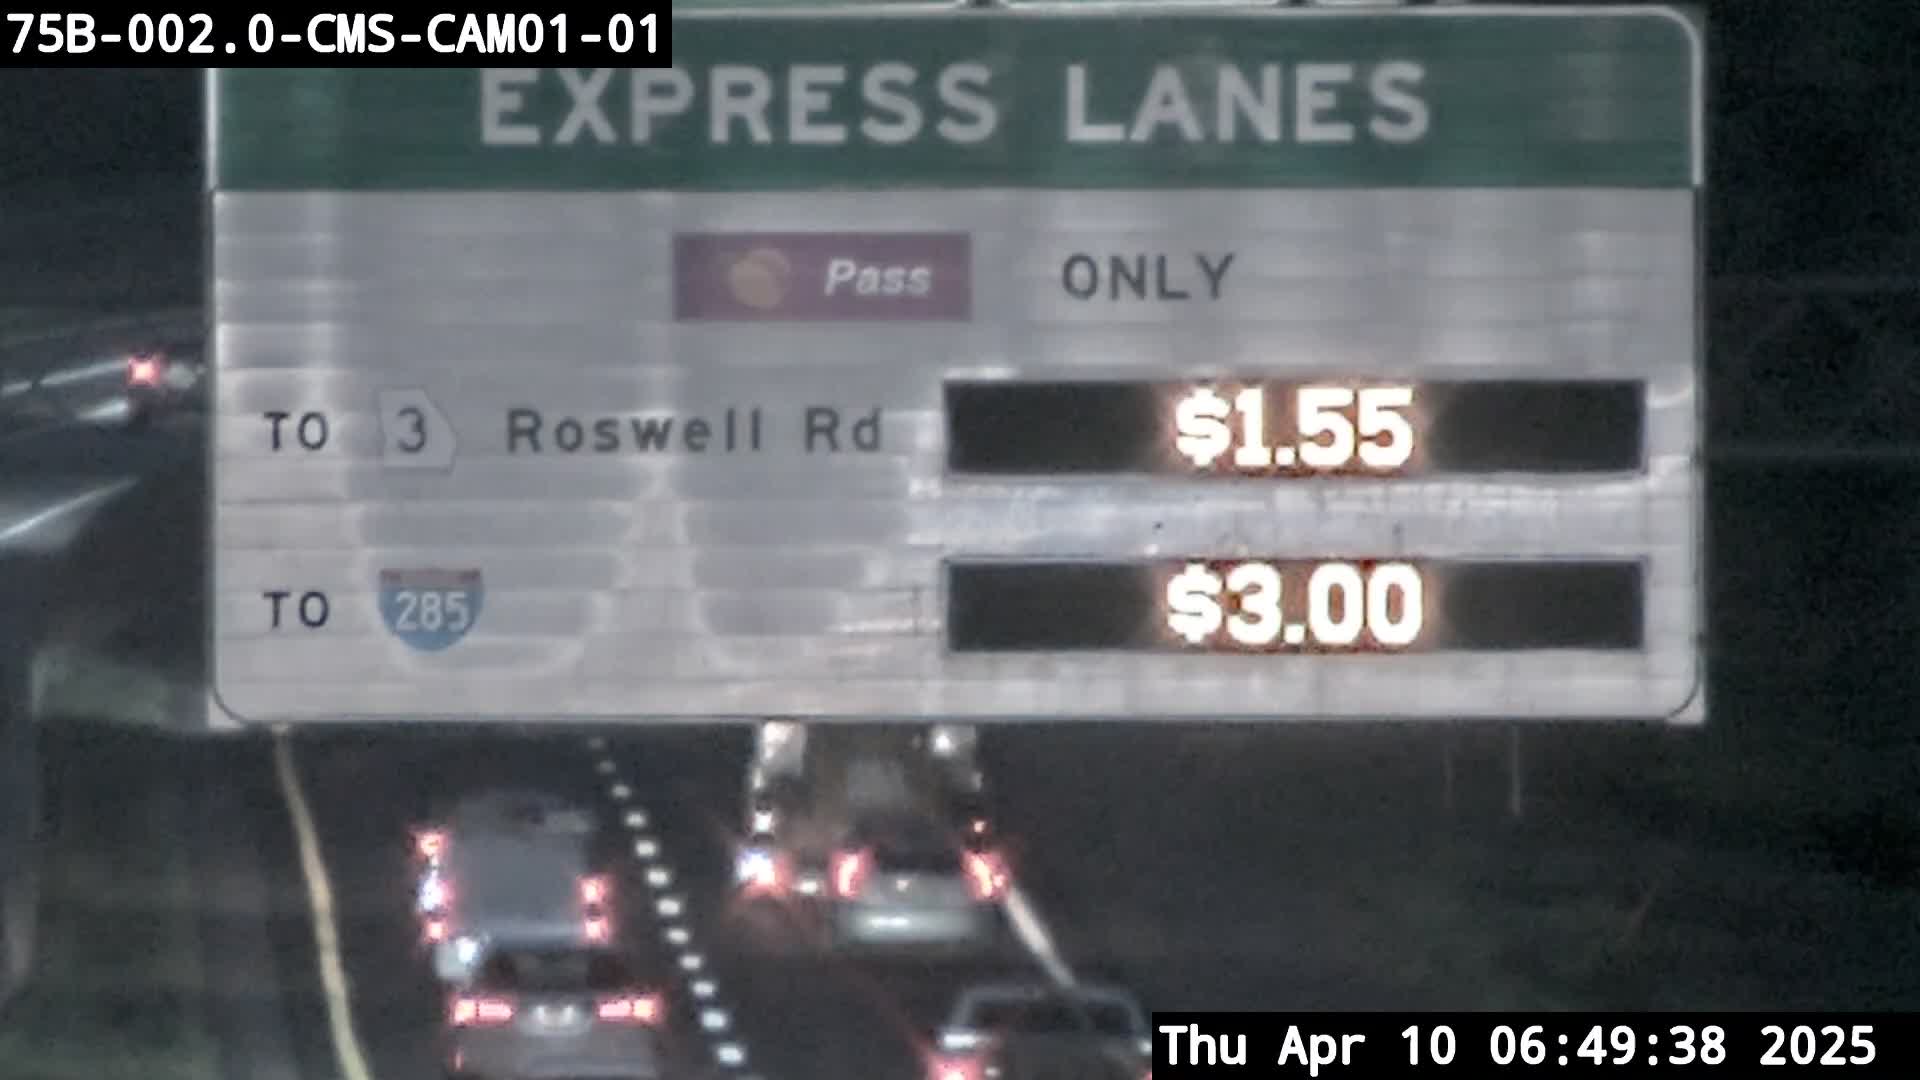 75B-002.0-CMS-CAM01-01
EXPRESS LANES
Pass ONLY
TO 3 Roswell Rd $1.55
TO 285 $3.00
Thu Apr 10 06:49:38 2025